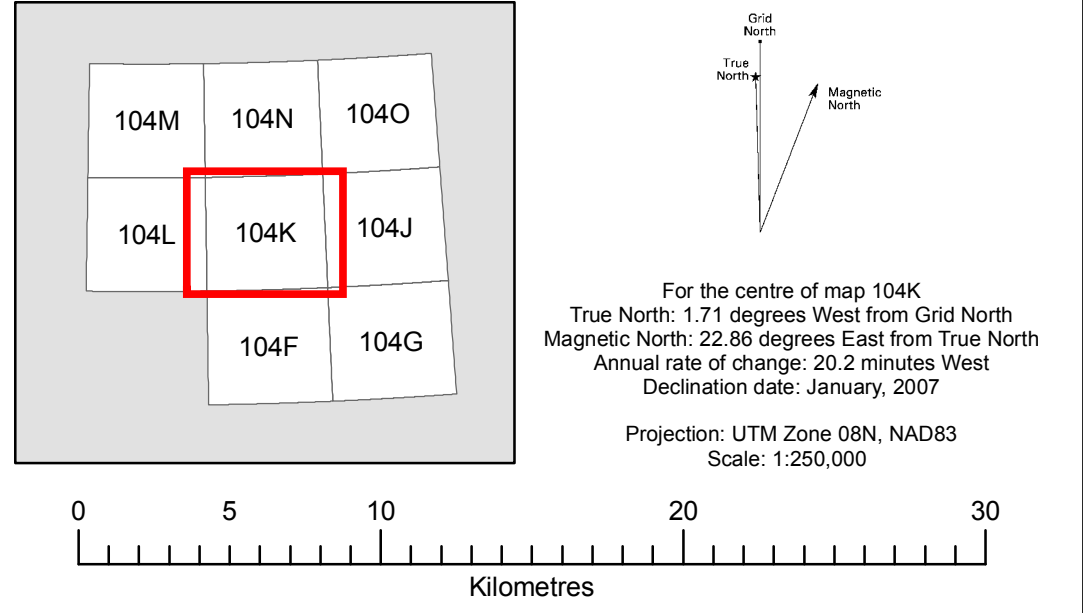 104M
104N
104O
104L
104K
104J
104F
104G
Grid
North
True
North
Magnetic
North
For the centre of map 104K
True North: 1.71 degrees West from Grid North
Magnetic North: 22.86 degrees East from True North
Annual rate of change: 20.2 minutes West
Declination date: January, 2007
Projection: UTM Zone 08N, NAD83
Scale: 1:250,000
0 5 10 20 30
Kilometres